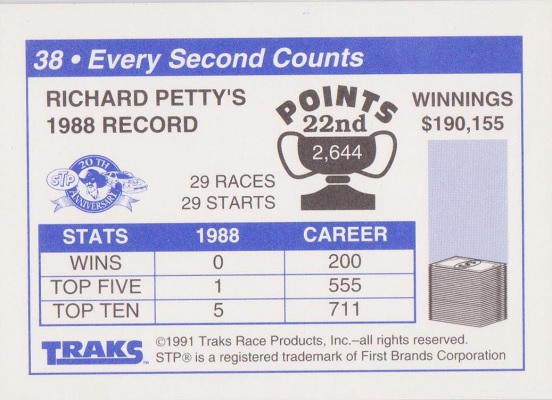 38 • Every Second Counts
RICHARD PETTY'S
1988 RECORD
POINTS
22nd
2,644
WINNINGS
$190,155
STP
20TH
ANNIVERSARY
29 RACES
29 STARTS
STATS 1988 CAREER
WINS 0 200
TOP FIVE 1 555
TOP TEN 5 711
TRAKS™
©1991 Traks Race Products, Inc.–all rights reserved.
STP® is a registered trademark of First Brands Corporation